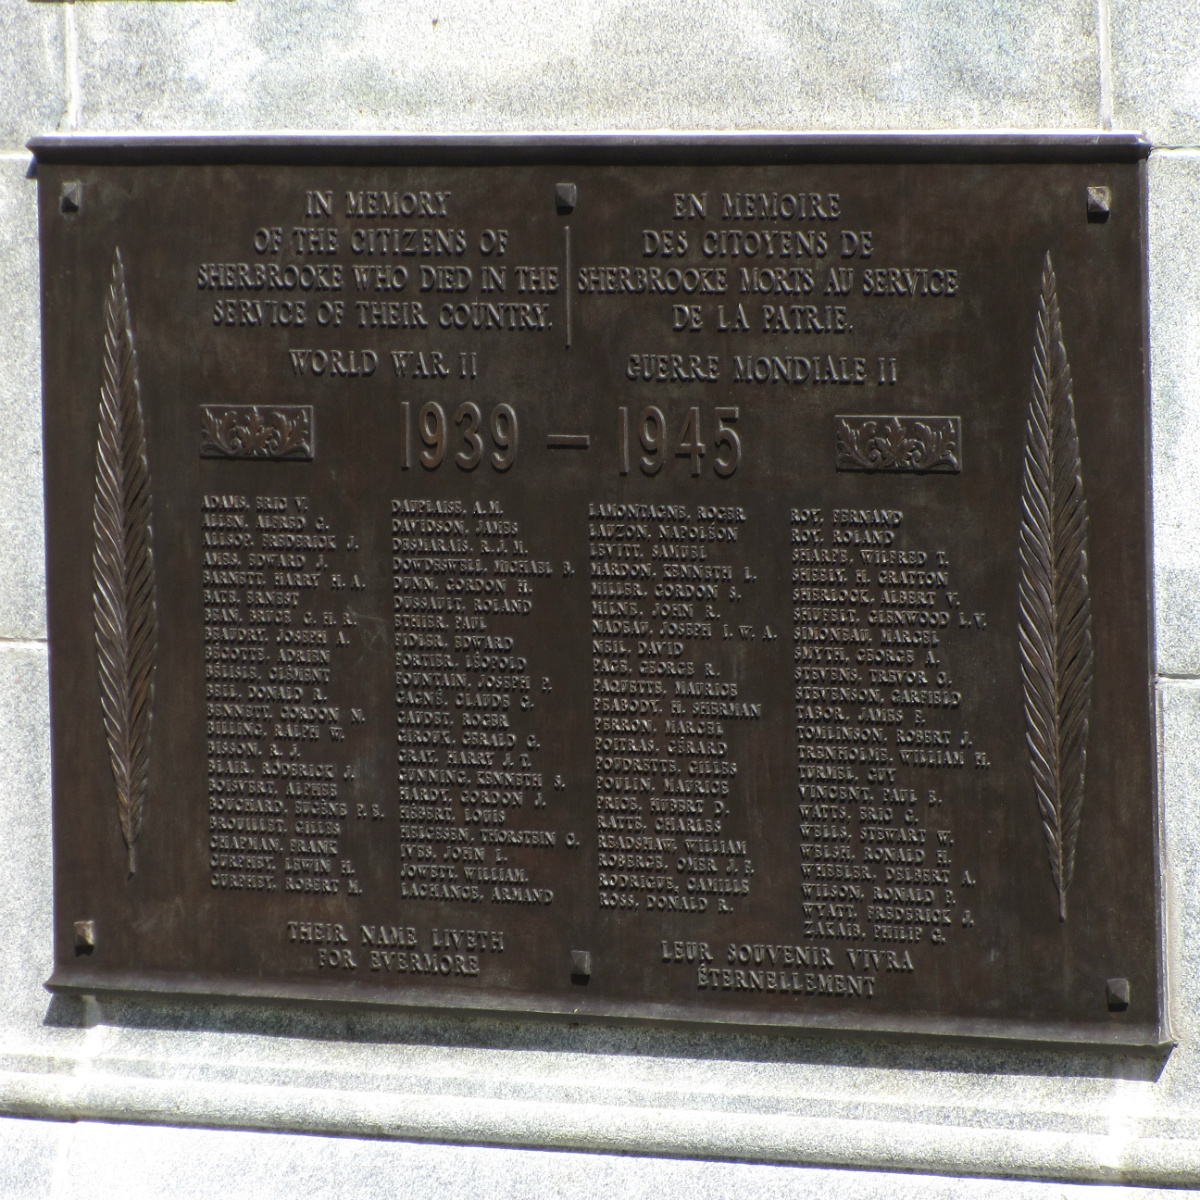 IN MEMORY
OF THE CITIZENS OF
SHERBROOKE WHO DIED IN THE
SERVICE OF THEIR COUNTRY.
WORLD WAR II
EN MEMOIRE
DES CITOYENS DE
SHERBROOKE MORTS AU SERVICE
DE LA PATRIE.
GUERRE MONDIALE II
1939 — 1945
ADAMS, ERIC V.
ALLEN, ALFRED G.
ALLSOP, FREDERICK J.
AMES, EDWARD J.
BARNETT, HARRY H. A.
BATE, ERNEST
BEAN, BRUCE G. H. R.
BEAUDRY, JOSEPH A.
BÉCOTTE, ADRIEN
BÉLISLE, CLÉMENT
BELL, DONALD R.
BENNETT, GORDON N.
BILLING, RALPH W.
BISSON, R. J.
BLAIR, RODERICK J.
BOISVERT, ALPHÉE
BOUCHARD, EUGÈNE P. B.
BROUILLET, GILLES
CHAPMAN, FRANK
CURPHEY, LEWIN H.
CURPHEY, ROBERT M.
DAUPLAISE, A.M.
DAVIDSON, JAMES
DESMARAIS, R. J. M.
DOWDESWELL, MICHAEL B.
DUNN, GORDON H.
DUSSAULT, ROLAND
ETHIER, PAUL
FIDLER, EDWARD
FORTIER, LÉOPOLD
FOUNTAIN, JOSEPH P.
GAGNÉ, CLAUDE G.
GAUDET, ROGER
GIROUX, GERALD G.
GRAY, HARRY J. T.
GUNNING, KENNETH S.
HARDY, GORDON J.
HÉBERT, LOUIS
HELGESEN, THORSTEIN O.
IVES, JOHN L.
JOWETT, WILLIAM.
LACHANCE, ARMAND
LAMONTAGNE, ROGER
LAUZON, NAPOLEON
LEVITT, SAMUEL
MARDON, KENNETH L.
MILLER, GORDON S.
MILNE, JOHN R.
NADEAU, JOSEPH L. W. A.
NEIL, DAVID
PAGE, GEORGE R.
PAQUETTE, MAURICE
PEABODY, H. SHERMAN
PERRON, MARCEL
POITRAS, GÉRARD
POUDRETTE, GILLES
POULIN, MAURICE
PRICE, HUBERT D.
RATTÉ, CHARLES
READSHAW, WILLIAM
ROBERGE, OMER J. E.
RODRIGUE, CAMILLE
ROSS, DONALD R.
ROY, FERNAND
ROY, ROLAND
SHARPE, WILFRED T.
SHEELY, H. GRATTON
SHERLOCK, ALBERT V.
SHUFELT, GLENWOOD L.V.
SIMONEAU, MARCEL
SMYTH, GEORGE A.
STEVENS, TREVOR O.
STEVENSON, GARFIELD
TABOR, JAMES E.
TOMLINSON, ROBERT J.
TRENHOLME, WILLIAM H.
TURMEL, GUY
VINCENT, PAUL E.
WATTS, ERIC G.
WELLS, STEWART W.
WELSH, RONALD H.
WHEELER, DELBERT A.
WILSON, RONALD F.
WYATT, FREDERICK J.
ZAKAIB, PHILIP G.
THEIR NAME LIVETH
FOR EVERMORE
LEUR SOUVENIR VIVRA
ÉTERNELLEMENT